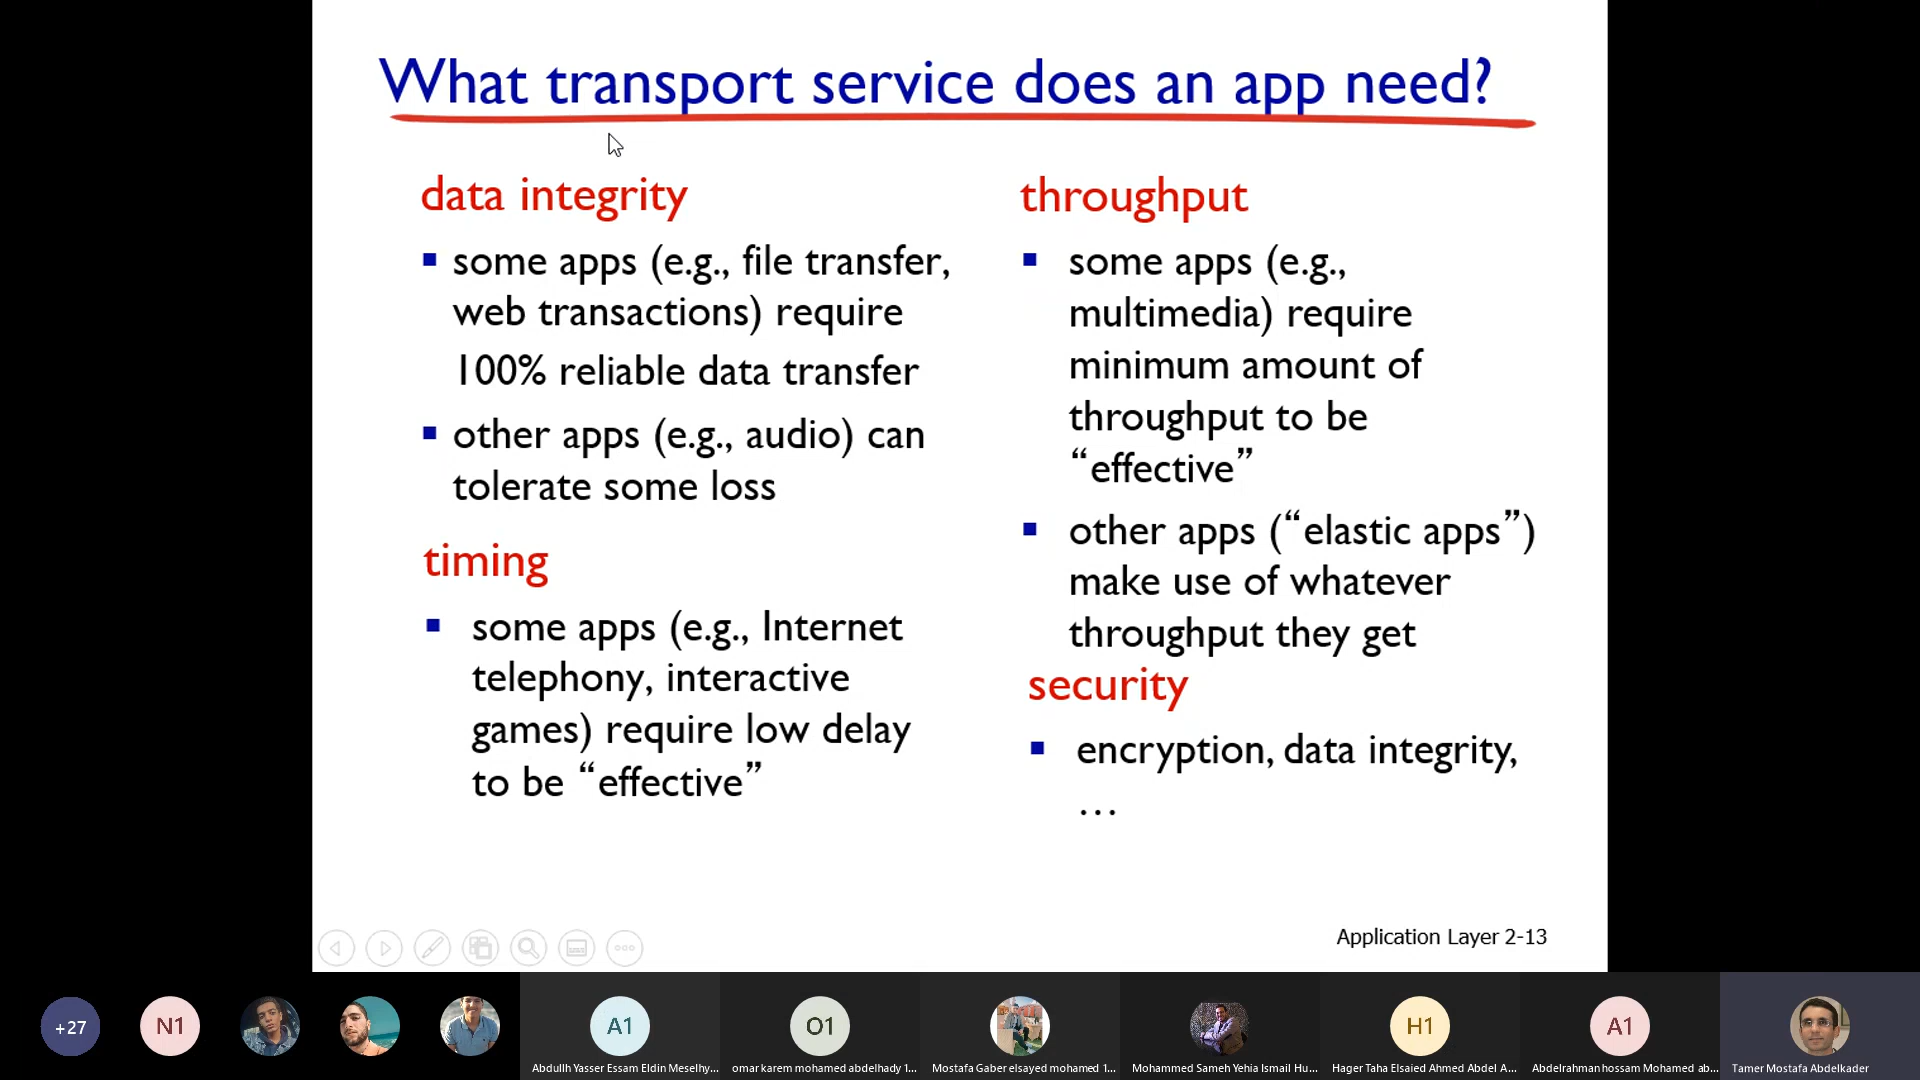 What transport service does an app need?
data integrity
some apps (e.g., file transfer,
web transactions) require
100% reliable data transfer
other apps (e.g., audio) can
tolerate some loss
timing
some apps (e.g., Internet
telephony, interactive
games) require low delay
to be “effective”
throughput
some apps (e.g.,
multimedia) require
minimum amount of
throughput to be
“effective”
other apps (“elastic apps”)
make use of whatever
throughput they get
security
encryption, data integrity,
…
Application Layer 2-13
+27
N1
A1
O1
H1
A1
Abdullh Yasser Essam Eldin Meselhy...
omar karem mohamed abdelhady 1...
Mostafa Gaber elsayed mohamed 1...
Mohammed Sameh Yehia Ismail Hu...
Hager Taha Elsaied Ahmed Abdel A...
Abdelrahman hossam Mohamed ab...
Tamer Mostafa Abdelkader